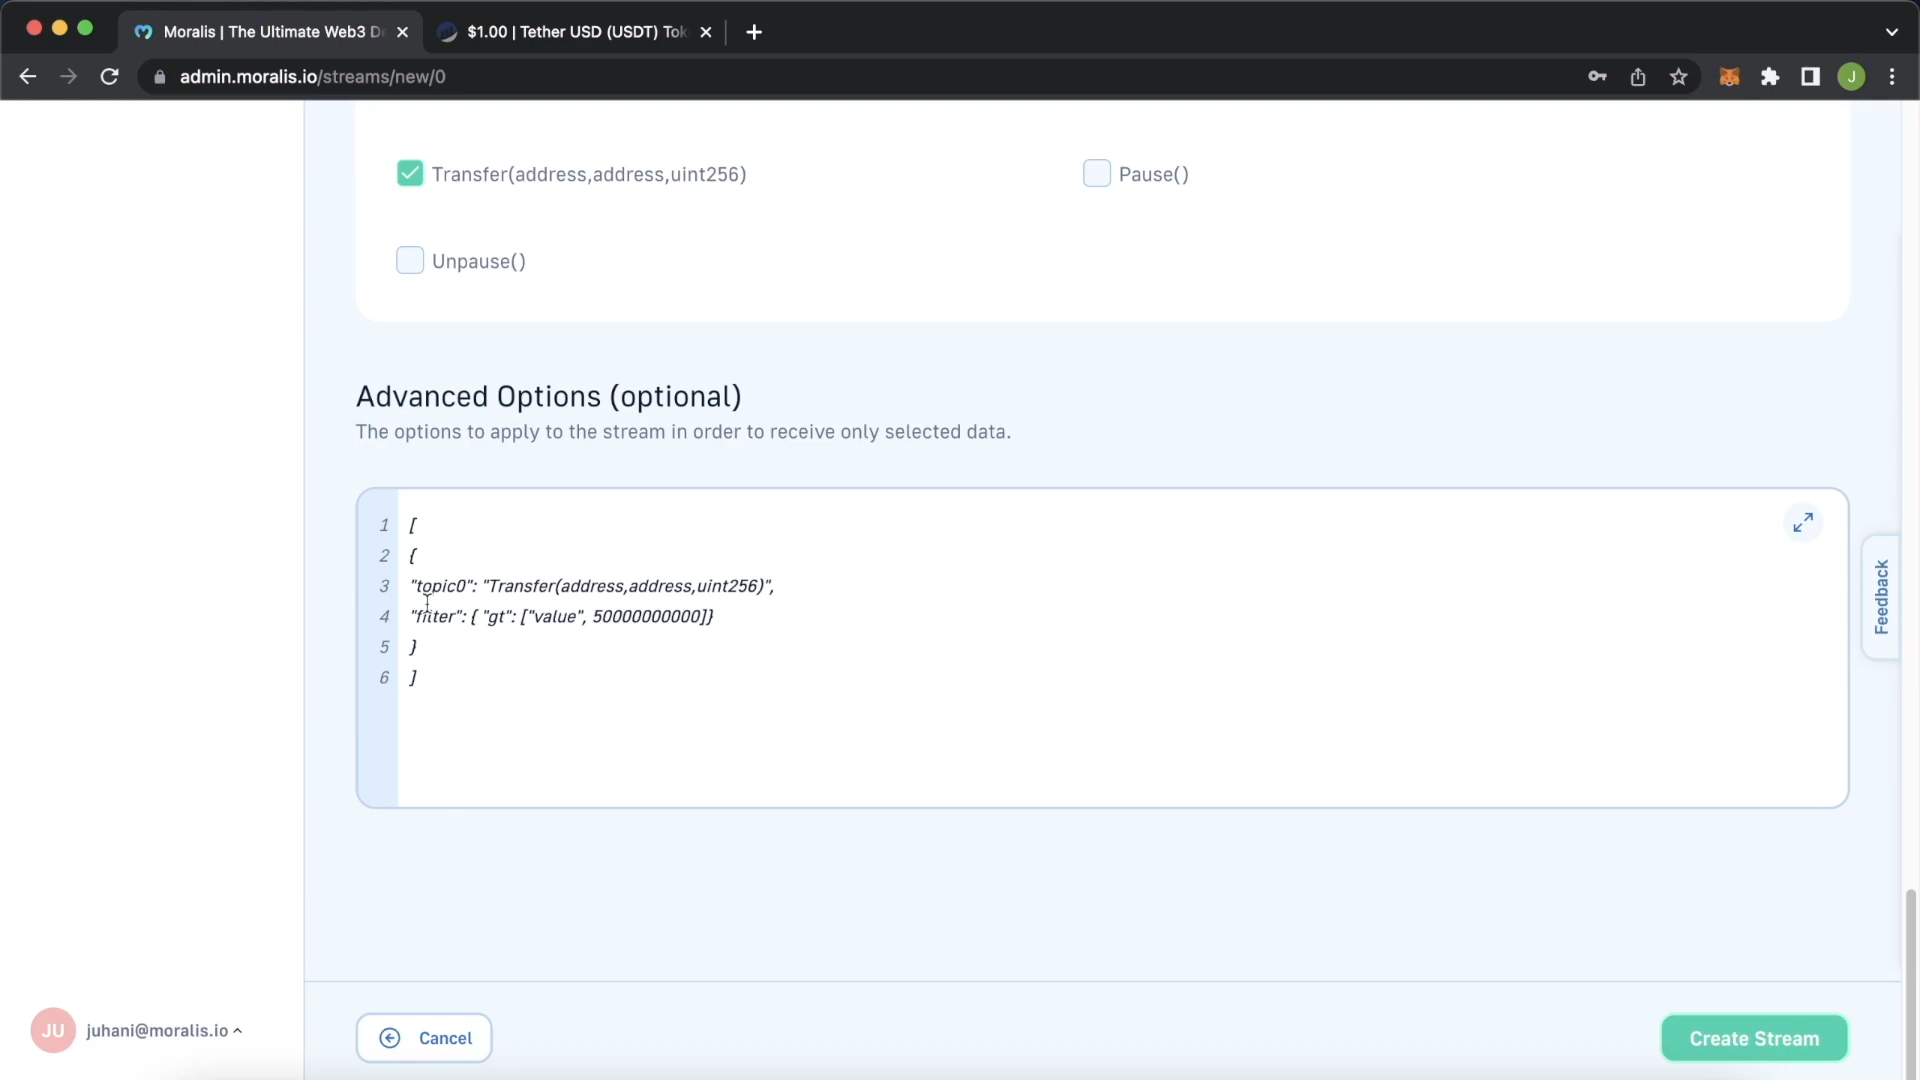 Moralis | The Ultimate Web3 D
$1.00 | Tether USD (USDT) Tok
admin.moralis.io/streams/new/0
J
Transfer(address,address,uint256)
Pause()
Unpause()
Advanced Options (optional)
The options to apply to the stream in order to receive only selected data.
1 [
2 {
3 "topic0": "Transfer(address,address,uint256)",
4 "filter": { "gt": ["value", 50000000000]}
5 }
6 ]
Feedback
JU juhani@moralis.io
Cancel
Create Stream